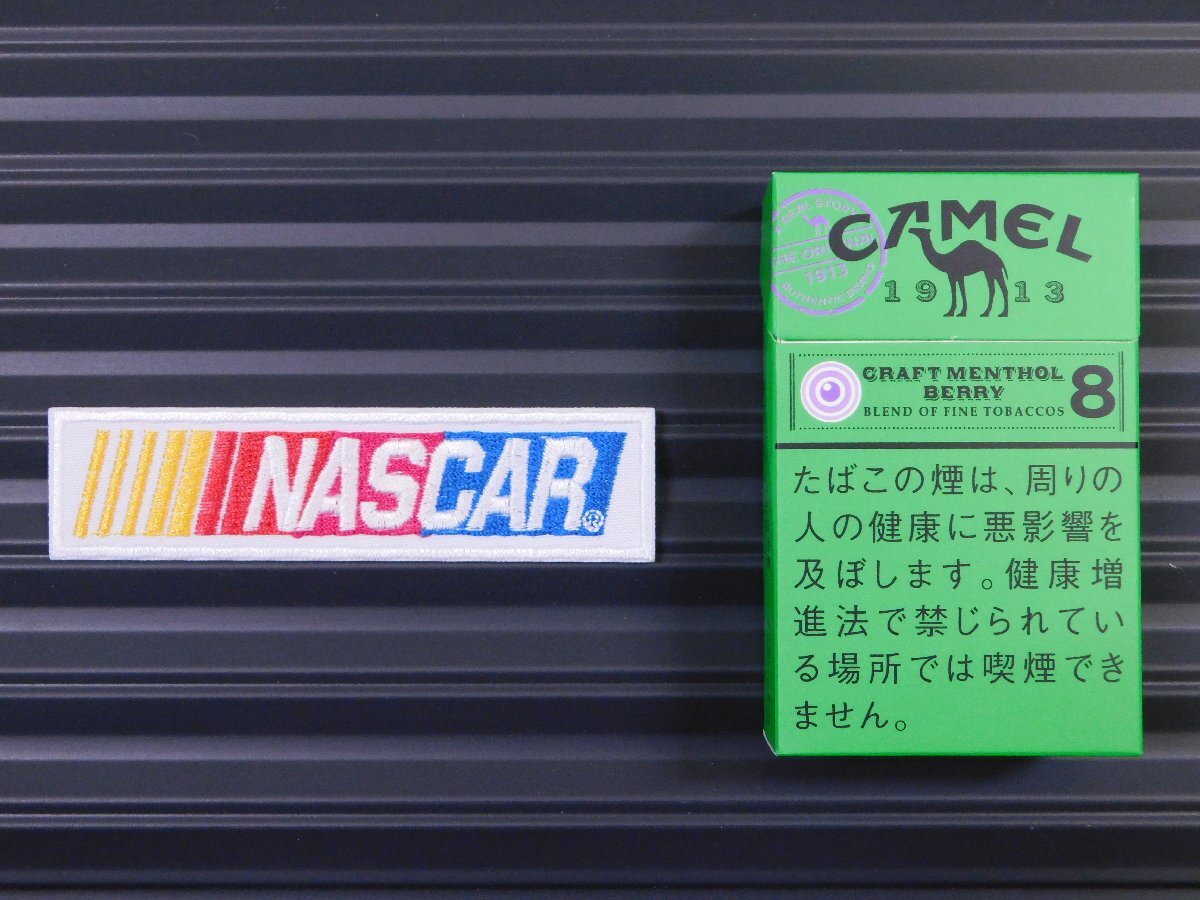 NASCAR®
CAMEL
1913
1913
CRAFT MENTHOL
BERRY
BLEND OF FINE TOBACCOS
8
たばこの煙は、周りの
人の健康に悪影響を
及ぼします。健康増
進法で禁じられてい
る場所では喫煙でき
ません。